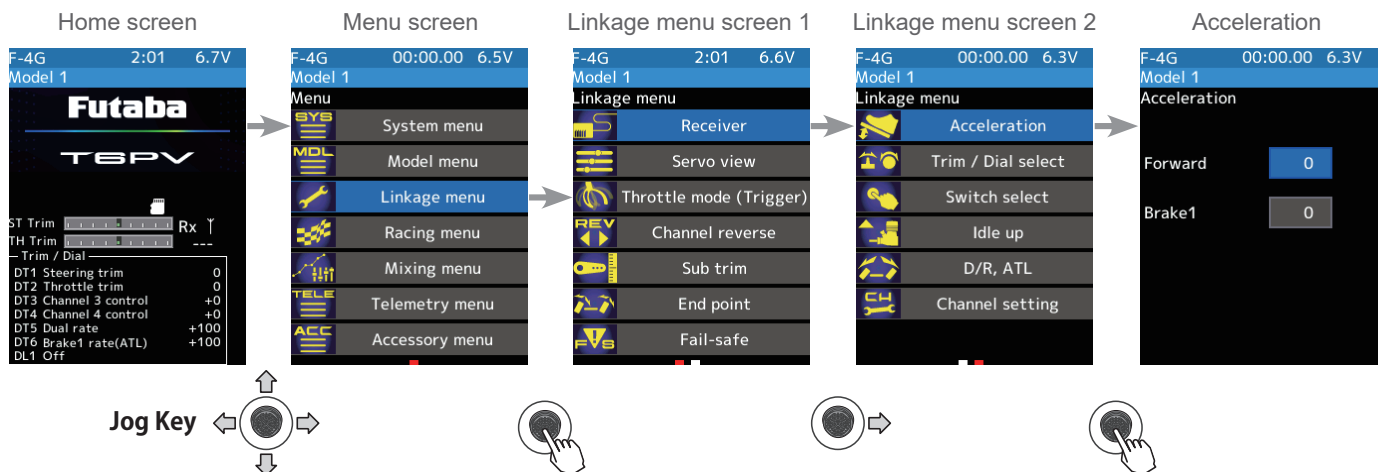 Home screen
Menu screen
Linkage menu screen 1
Linkage menu screen 2
Acceleration
F-4G 2:01 6.7V
Model 1
Futaba
T6PV
ST Trim
Rx
TH Trim
---
Trim / Dial
DT1 Steering trim 0
DT2 Throttle trim 0
DT3 Channel 3 control +0
DT4 Channel 4 control +0
DT5 Dual rate +100
DT6 Brake1 rate(ATL) +100
DL1 Off
F-4G 00:00.00 6.5V
Model 1
Menu
SYS System menu
MDL Model menu
Linkage menu
Racing menu
Mixing menu
TELE Telemetry menu
ACC Accessory menu
F-4G 2:01 6.6V
Model 1
Linkage menu
Receiver
Servo view
Throttle mode (Trigger)
REV Channel reverse
Sub trim
End point
F/S Fail-safe
F-4G 00:00.00 6.3V
Model 1
Linkage menu
Acceleration
Trim / Dial select
Switch select
Idle up
D/R, ATL
CH Channel setting
F-4G 00:00.00 6.3V
Model 1
Acceleration
Forward 0
Brake1 0
Jog Key